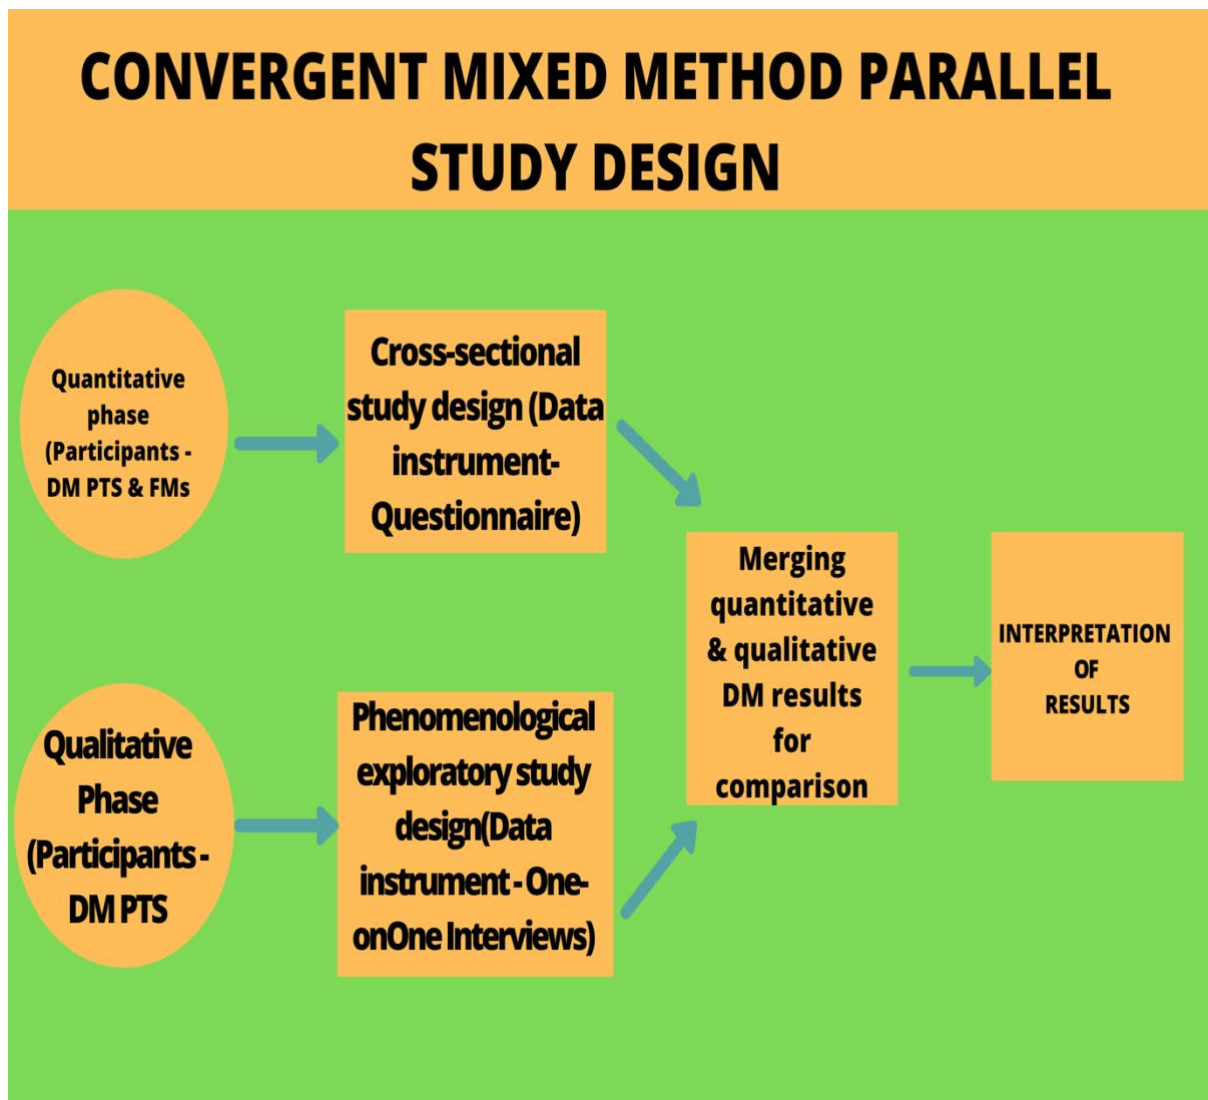 CONVERGENT MIXED METHOD PARALLEL
STUDY DESIGN
Quantitative
phase
(Participants -
DM PTS & FMs
Cross-sectional
study design (Data
instrument-
Questionnaire)
Qualitative
Phase
(Participants -
DM PTS
Phenomenological
exploratory study
design(Data
instrument - One-
onOne Interviews)
Merging
quantitative
& qualitative
DM results
for
comparison
INTERPRETATION
OF
RESULTS